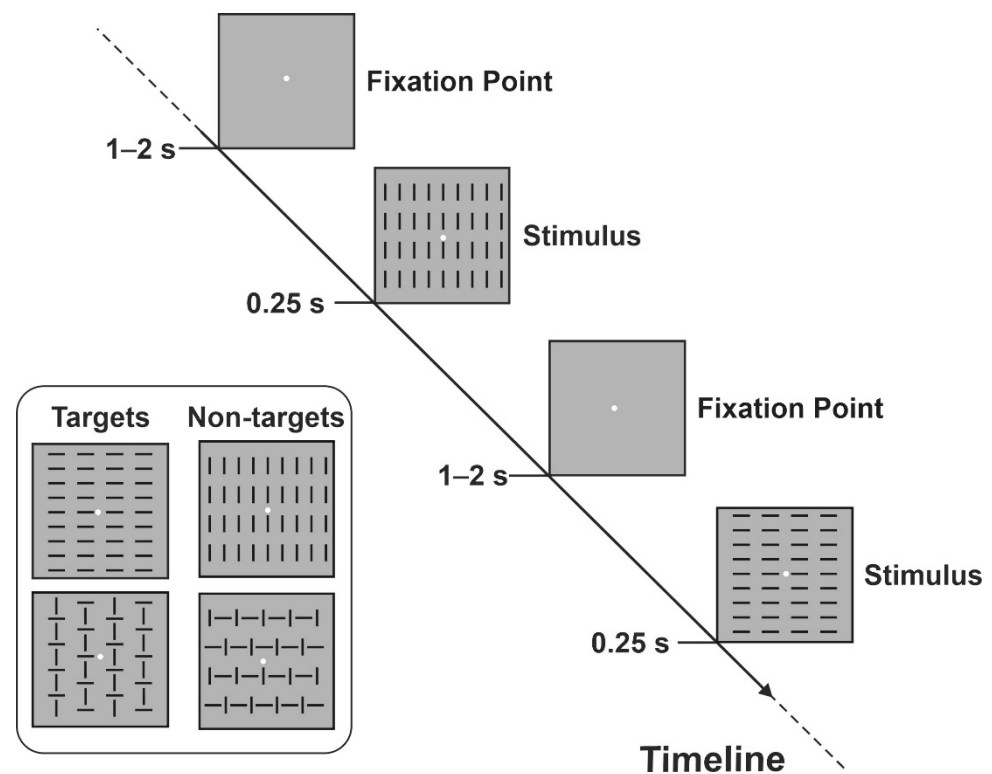 Fixation Point
1–2 s
Stimulus
0.25 s
Fixation Point
1–2 s
Stimulus
0.25 s
Timeline
Targets Non-targets